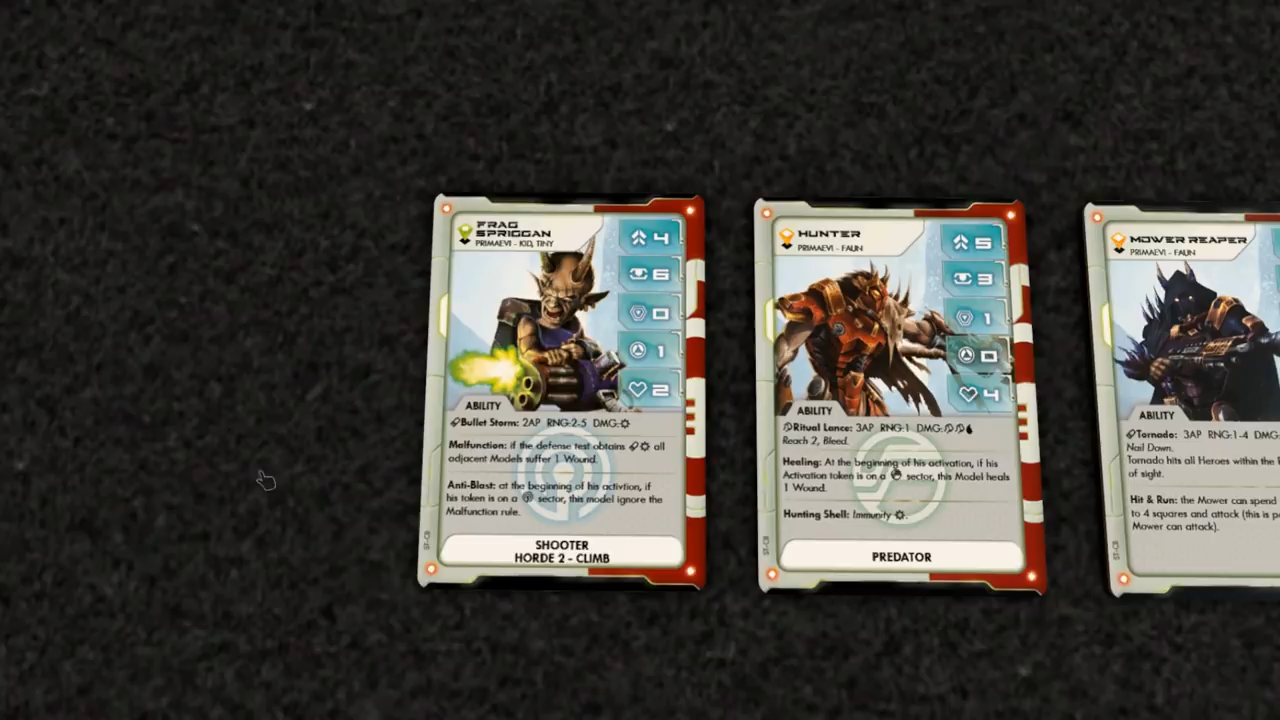 FRAG
SPRIGGAN
PRIMAEVI - KID, TINY
4
6
0
1
2
ABILITY
Bullet Storm: 2AP RNG:2-5 DMG:
Malfunction: if the defense test obtains all
adjacent Models suffer 1 Wound.
Anti-Blast: at the beginning of his activtion, if
his token is on a sector, this model ignore the
Malfunction rule.
SHOOTER
HORDE 2 - CLIMB
HUNTER
PRIMAEVI - FAUN
5
3
1
0
4
ABILITY
Ritual Lance: 3AP RNG:1 DMG:
Reach 2, Bleed.
Healing: At the beginning of his activation, if his
Activation token is on a sector, this Model heals
1 Wound.
Hunting Shell: Immunity .
PREDATOR
MOWER REAPER
PRIMAEVI - FAUN
ABILITY
Tornado: 3AP RNG:1-4 DMG
Nail Down.
Tornado hits all Heroes within the
of sight.
Hit & Run: the Mower can spend
to 4 squares and attack (this is
Mower can attack).